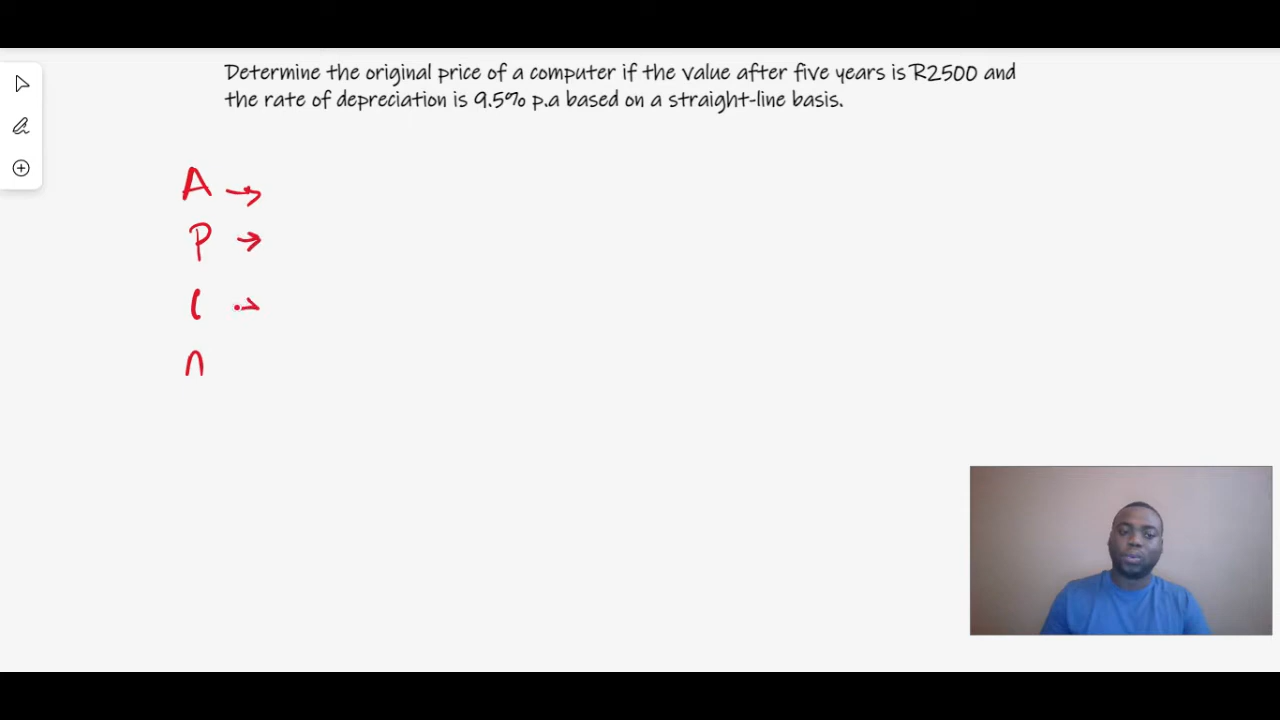 Determine the original price of a computer if the value after five years is R2500 and
the rate of depreciation is 9.5% p.a based on a straight-line basis.
A →
P →
i →
n